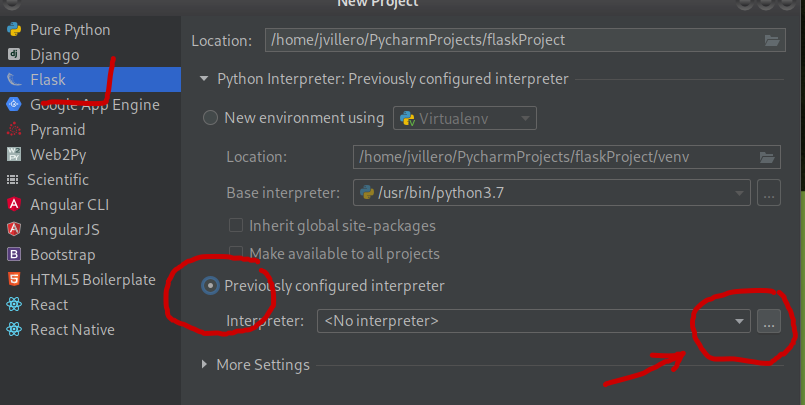 New Project
Pure Python
Django
Flask
Google App Engine
Pyramid
Web2Py
Scientific
Angular CLI
AngularJS
Bootstrap
HTML5 Boilerplate
React
React Native
Location: /home/jvillero/PycharmProjects/flaskProject
Python Interpreter: Previously configured interpreter
New environment using Virtualenv
Location: /home/jvillero/PycharmProjects/flaskProject/venv
Base interpreter: /usr/bin/python3.7 ...
Inherit global site-packages
Make available to all projects
Previously configured interpreter
Interpreter: <No interpreter> ...
More Settings